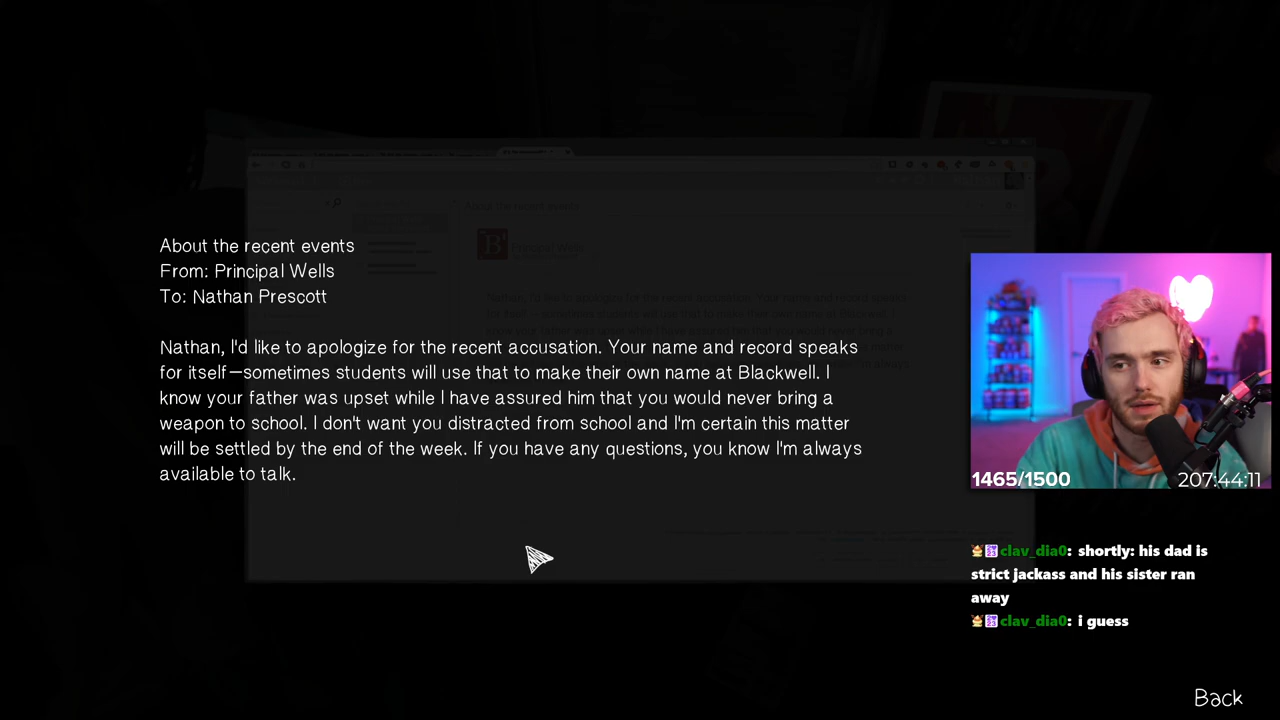 About the recent events
From: Principal Wells
To: Nathan Prescott
Nathan, I'd like to apologize for the recent accusation. Your name and record speaks
for itself—sometimes students will use that to make their own name at Blackwell. I
know your father was upset while I have assured him that you would never bring a
weapon to school. I don't want you distracted from school and I'm certain this matter
will be settled by the end of the week. If you have any questions, you know I'm always
available to talk.
1465/1500
207:44:11
clav_dia0: shortly: his dad is
strict jackass and his sister ran
away
clav_dia0: i guess
Back